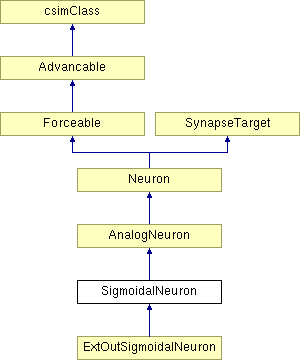 csimClass
Advancable
Forceable
SynapseTarget
Neuron
AnalogNeuron
SigmoidalNeuron
ExtOutSigmoidalNeuron